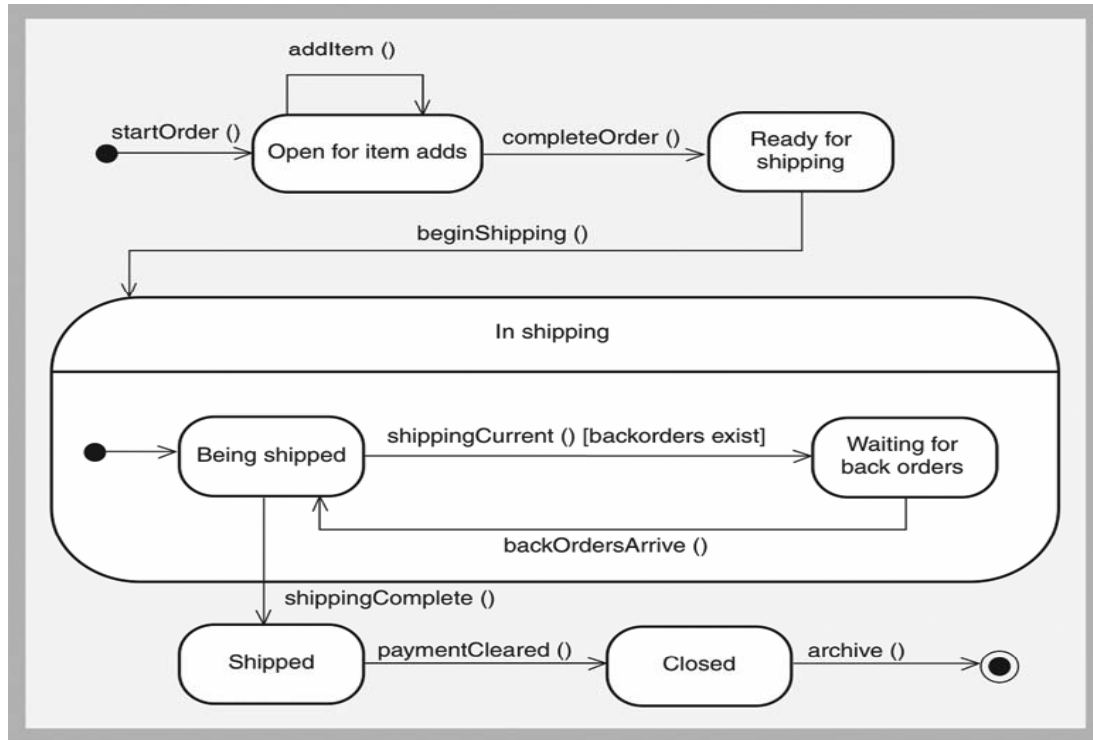 addItem ()
startOrder ()
Open for item adds
completeOrder ()
Ready for
shipping
beginShipping ()
In shipping
Being shipped
shippingCurrent () [backorders exist]
Waiting for
back orders
backOrdersArrive ()
shippingComplete ()
Shipped
paymentCleared ()
Closed
archive ()